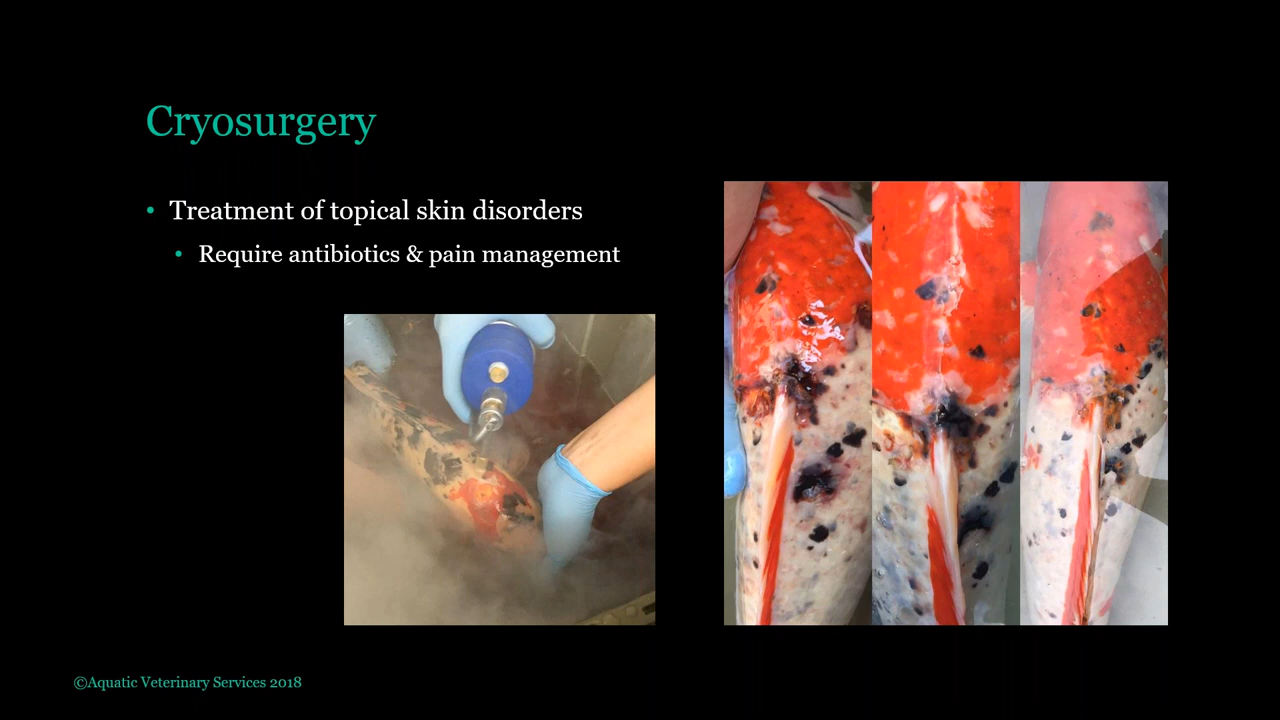 Cryosurgery
• Treatment of topical skin disorders
• Require antibiotics & pain management
©Aquatic Veterinary Services 2018